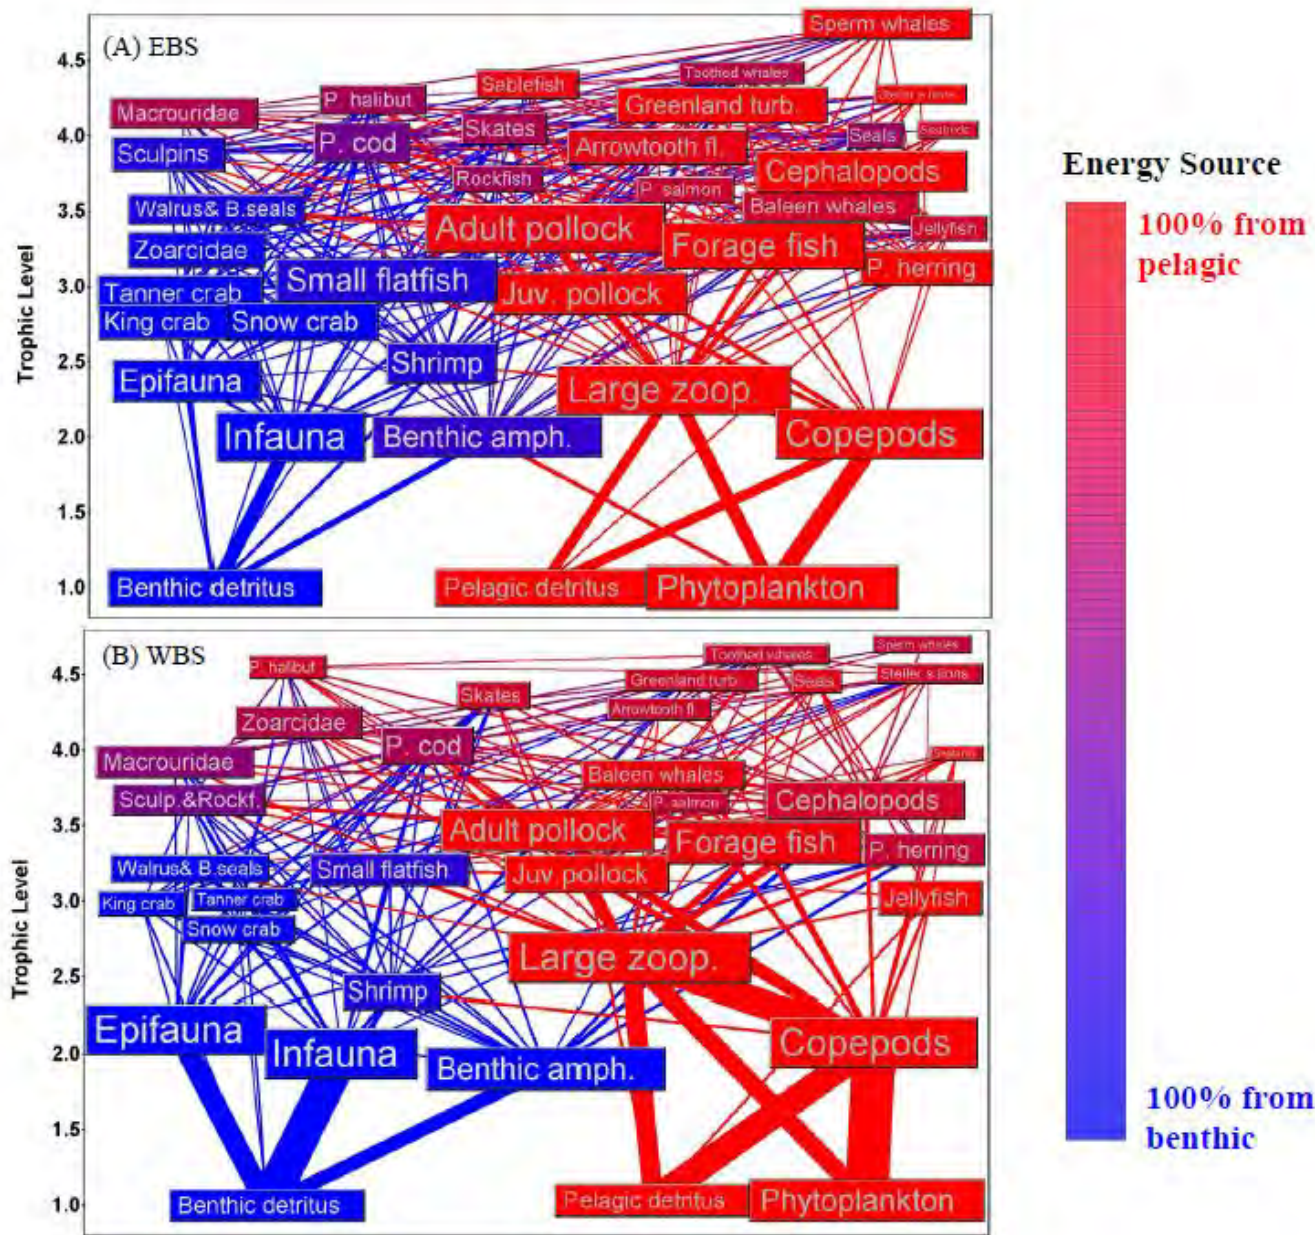 (A) EBS
Sperm whales
4.5
Toothed whales
Sablefish
P. halibut
Greenland turb.
Macrouridae
4.0
P. cod
Skates
Seals
Sculpins
Arrowtooth fl.
Cephalopods
Rockfish
P. salmon
3.5
Walrus& B.seals
Baleen whales
Adult pollock
Jellyfish
Forage fish
Zoarcidae
P. herring
3.0
Small flatfish
Juv. pollock
Tanner crab
King crab
Snow crab
Trophic Level
2.5
Epifauna
Shrimp
Large zoop.
2.0
Infauna
Benthic amph.
Copepods
1.5
1.0
Benthic detritus
Pelagic detritus
Phytoplankton
(B) WBS
Sperm whales
Toothed whales
4.5
P. halibut
Greenland turb.
Seals
Steller s.lions
Skates
Arrowtooth fl.
Zoarcidae
4.0
P. cod
Macrouridae
Baleen whales
Sculp.&Rockf.
P. salmon
Cephalopods
3.5
Adult pollock
Forage fish
P. herring
Walrus& B.seals
Small flatfish
Juv. pollock
3.0
King crab
Tanner crab
Jellyfish
Snow crab
Trophic Level
Large zoop.
2.5
Shrimp
Epifauna
2.0
Infauna
Benthic amph.
Copepods
1.5
1.0
Benthic detritus
Pelagic detritus
Phytoplankton
Energy Source
100% from
pelagic
100% from
benthic